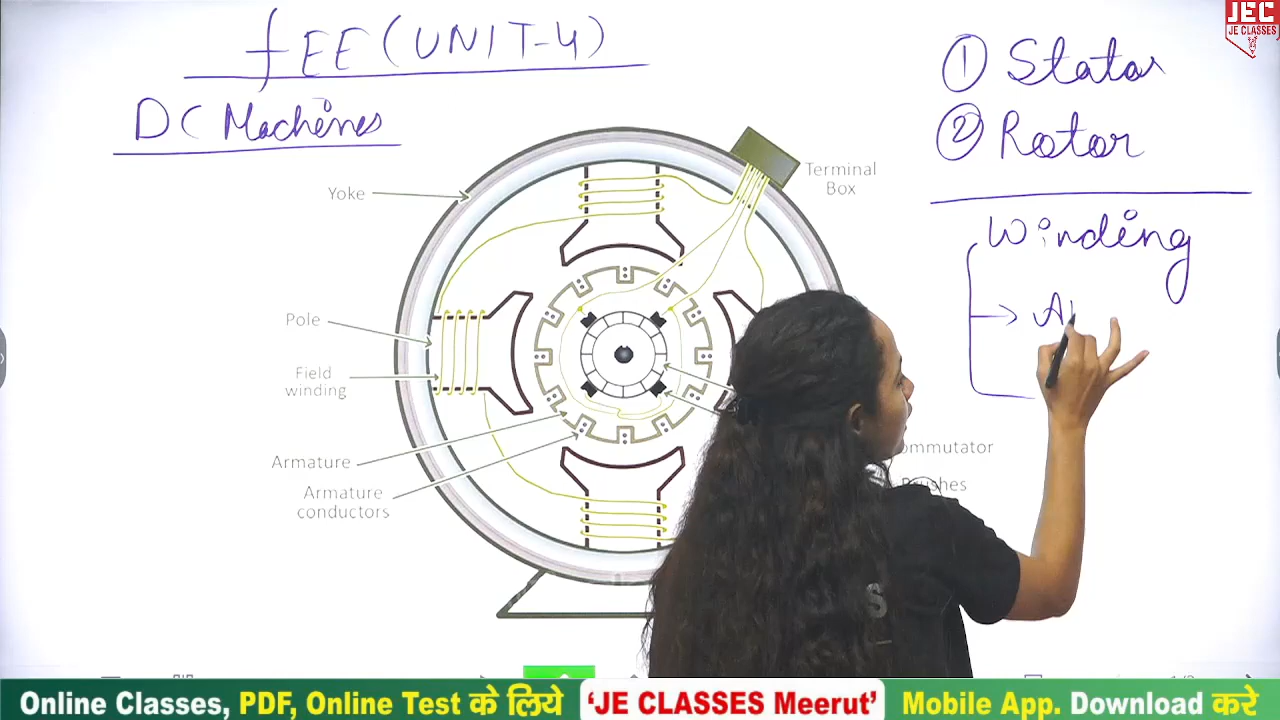 fEE (UNIT-4)
DC Machines
① Stator
② Rotor
Winding
→ A
Yoke
Terminal
Box
Pole
Field
winding
Armature
Armature
conductors
JEC
JE CLASSES
Online Classes, PDF, Online Test के लिये 'JE CLASSES Meerut' Mobile App. Download करे